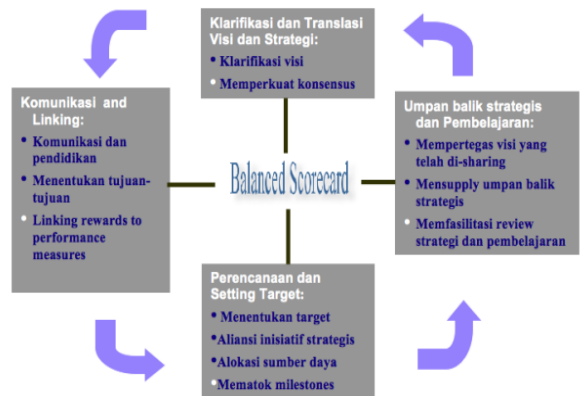 Klarifikasi dan Translasi
Visi dan Strategi:
• Klarifikasi visi
• Memperkuat konsensus
Komunikasi and
Linking:
• Komunikasi dan
pendidikan
• Menentukan tujuan-
tujuan
• Linking rewards to
performance
measures
Balanced Scorecard
Umpan balik strategis
dan Pembelajaran:
• Mempertegas visi yang
telah di-sharing
• Mensupply umpan balik
strategis
• Memfasilitasi review
strategi dan pembelajaran
Perencanaan dan
Setting Target:
• Menentukan target
•Aliansi inisiatif strategis
•Alokasi sumber daya
•Mematok milestones